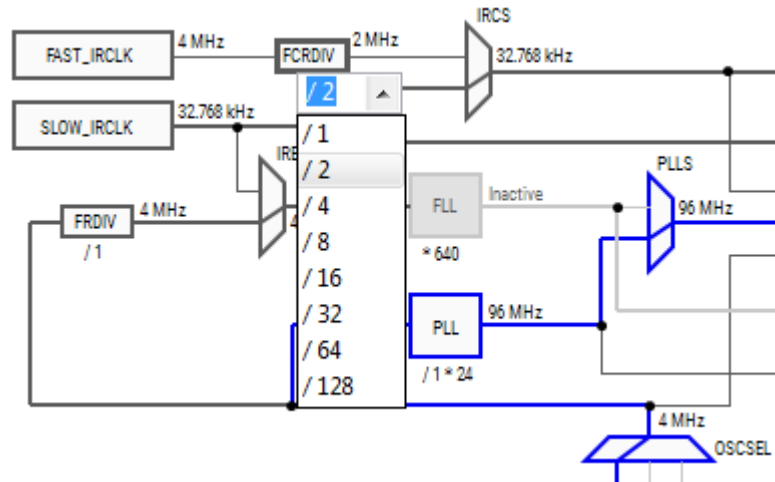 IRCS
FAST_IRCLK
4 MHz
FCRDIV
2 MHz
32.768 kHz
/ 2
SLOW_IRCLK
32.768 kHz
/ 1
/ 2
/ 4
/ 8
/ 16
/ 32
/ 64
/ 128
PLLS
FRDIV
4 MHz
/ 1
FLL
Inactive
* 640
96 MHz
PLL
96 MHz
/ 1 * 24
4 MHz
OSCSEL